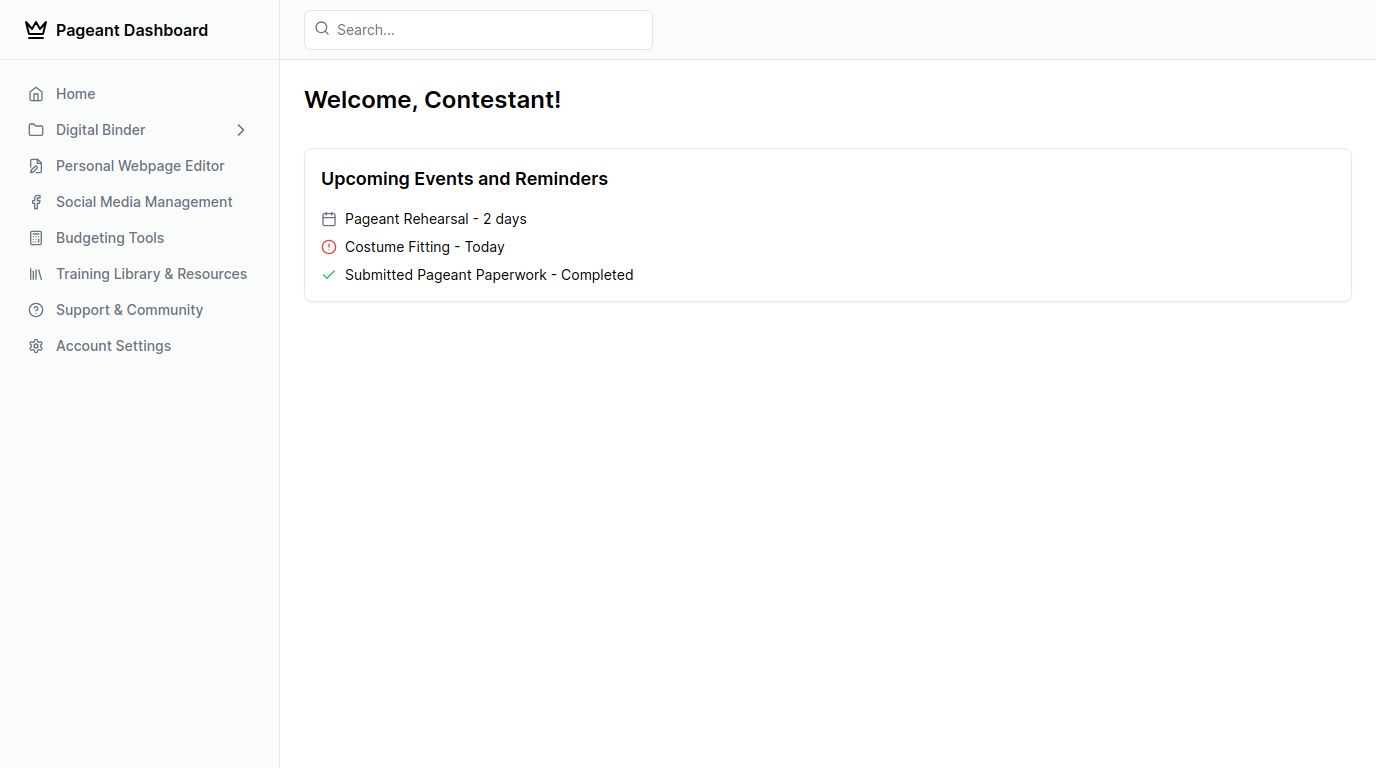 Pageant Dashboard
Search...
Home
Digital Binder
Personal Webpage Editor
Social Media Management
Budgeting Tools
Training Library & Resources
Support & Community
Account Settings
Welcome, Contestant!
Upcoming Events and Reminders
Pageant Rehearsal - 2 days
Costume Fitting - Today
Submitted Pageant Paperwork - Completed